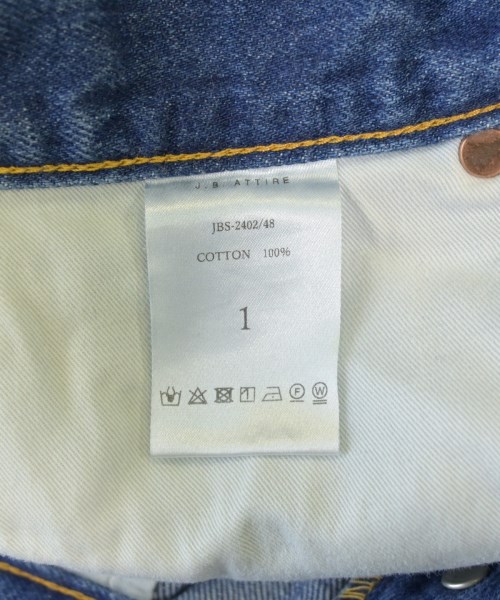 J.B ATTIRE
JBS-2402/48
COTTON 100%
1
F W